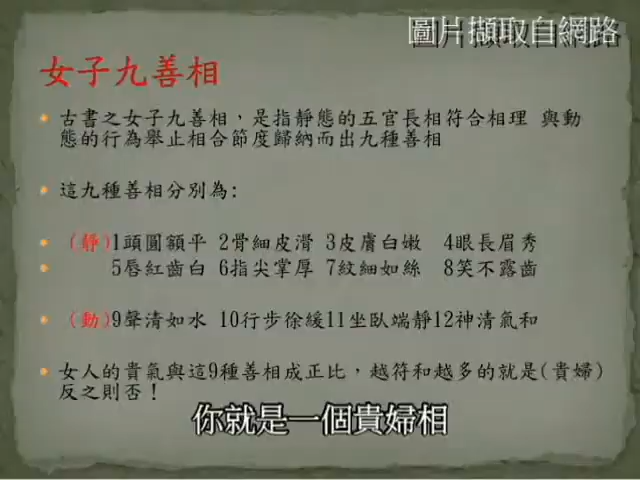 圖片擷取自網路
女子九善相
古書之女子九善相，是指靜態的五官長相符合相理 與動
態的行為舉止相合節度歸納而出九種善相
這九種善相分別為:
(靜)1頭圓額平 2骨細皮滑 3皮膚白嫩 4眼長眉秀
5唇紅齒白 6指尖掌厚 7紋細如絲 8笑不露齒
(動)9聲清如水 10行步徐緩11坐臥端靜12神清氣和
女人的貴氣與這9種善相成正比，越符和越多的就是(貴婦)
反之則否！
你就是一個貴婦相